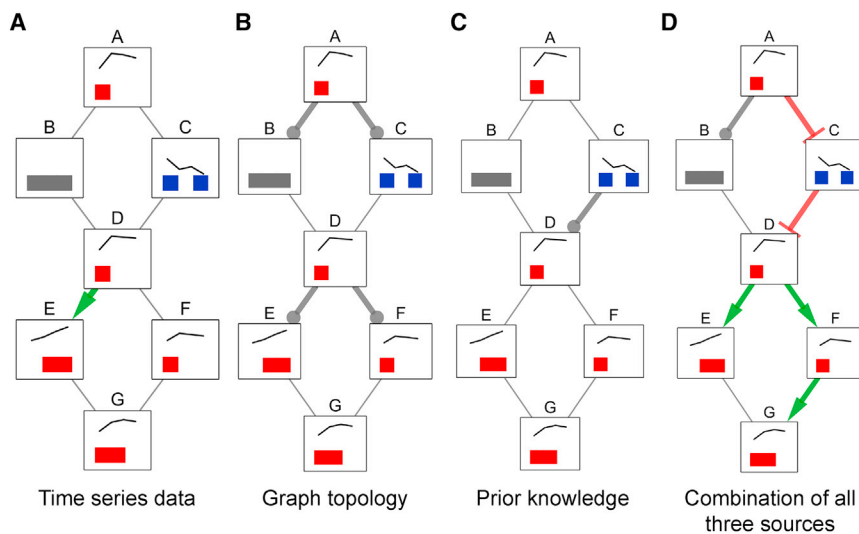 A
B
C
D
A
A
A
A
B
C
B
C
B
C
B
C
D
D
D
D
E
F
E
F
E
F
E
F
G
G
G
G
Time series data
Graph topology
Prior knowledge
Combination of all
three sources